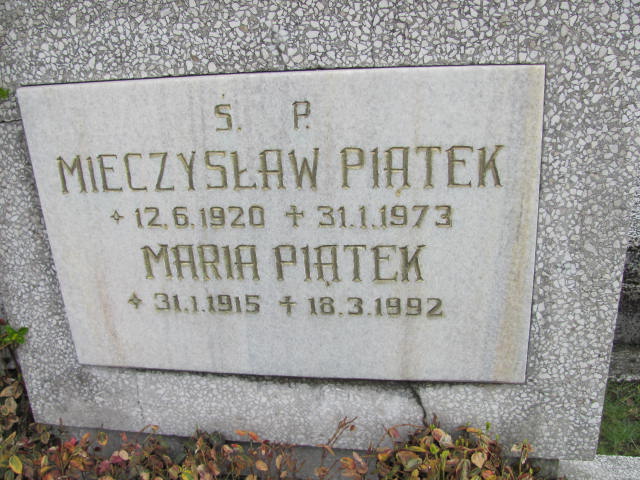 Ś. P.
MIECZYSŁAW PIĄTEK
✦ 12.6.1920 ✝ 31.1.1973
MARIA PIĄTEK
✦ 31.1.1915 ✝ 18.3.1992